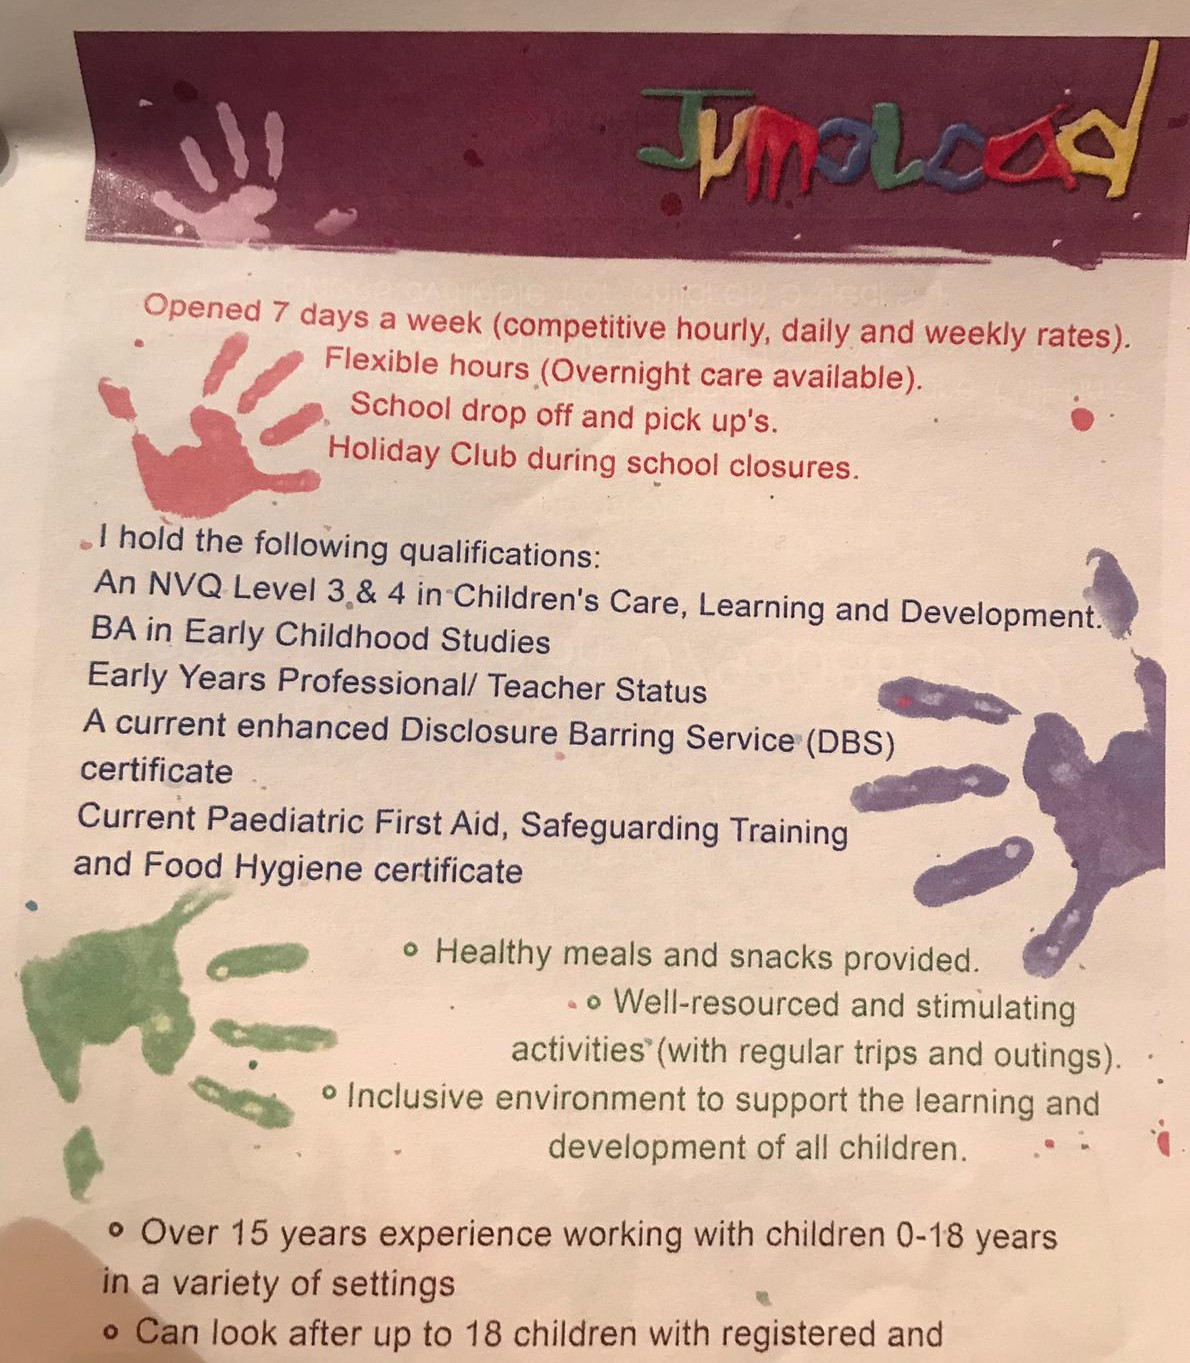 Opened 7 days a week (competitive hourly, daily and weekly rates).
Flexible hours (Overnight care available).
School drop off and pick up's.
Holiday Club during school closures.
I hold the following qualifications:
An NVQ Level 3 & 4 in Children's Care, Learning and Development.
BA in Early Childhood Studies
Early Years Professional/ Teacher Status
A current enhanced Disclosure Barring Service (DBS)
certificate
Current Paediatric First Aid, Safeguarding Training
and Food Hygiene certificate
Healthy meals and snacks provided.
Well-resourced and stimulating
activities (with regular trips and outings).
Inclusive environment to support the learning and
development of all children.
Over 15 years experience working with children 0-18 years
in a variety of settings
Can look after up to 18 children with registered and